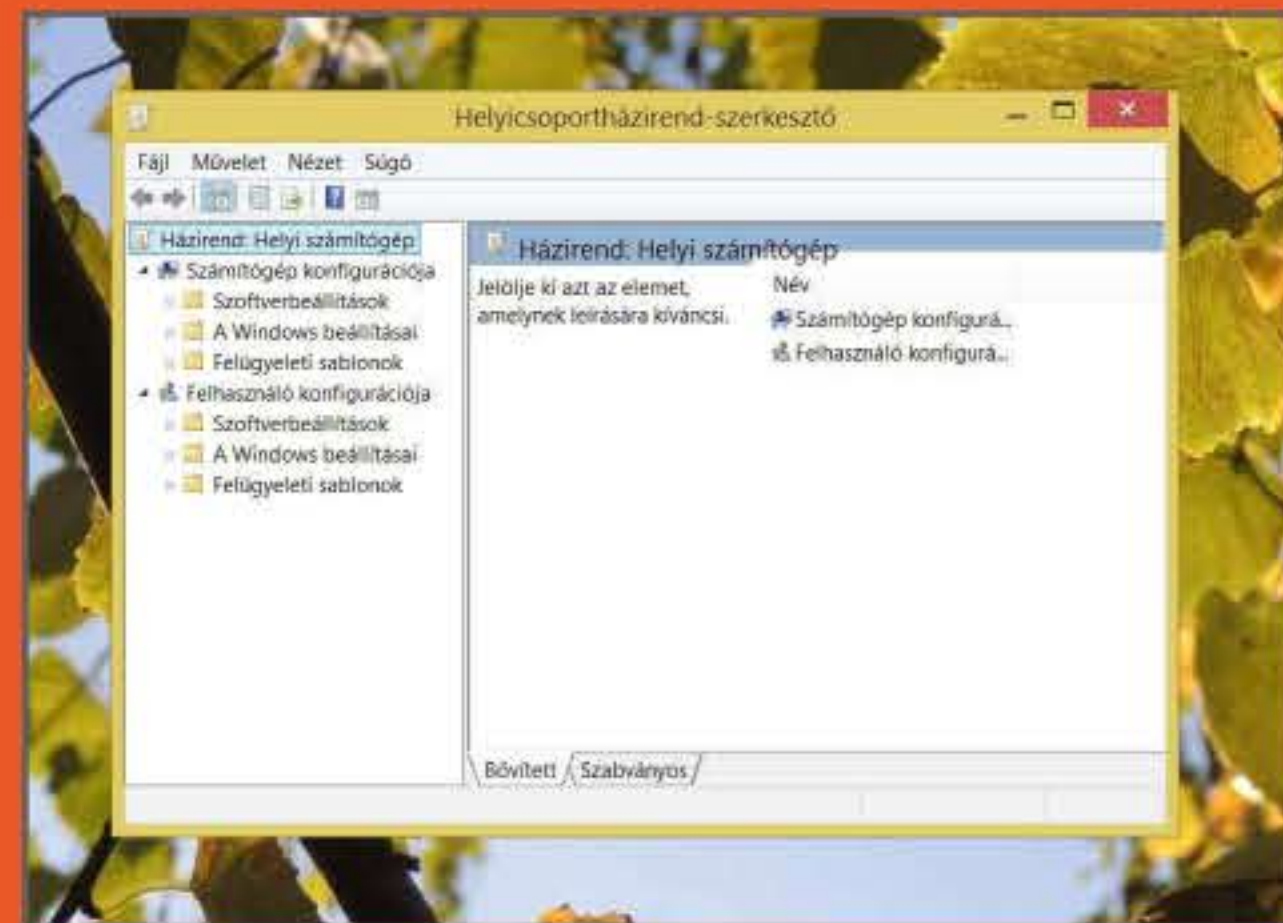 Helyicsoportházirend-szerkesztő
Fájl Művelet Nézet Súgó
Házirend: Helyi számítógép
Számítógép konfigurációja
Szoftverbeállítások
A Windows beállításai
Felügyeleti sablonok
Felhasználó konfigurációja
Szoftverbeállítások
A Windows beállításai
Felügyeleti sablonok
Házirend: Helyi számítógép
Jelölje ki azt az elemet,
amelynek leírására kíváncsi.
Név
Számítógép konfigurá...
Felhasználó konfigurá...
Bővített Szabványos